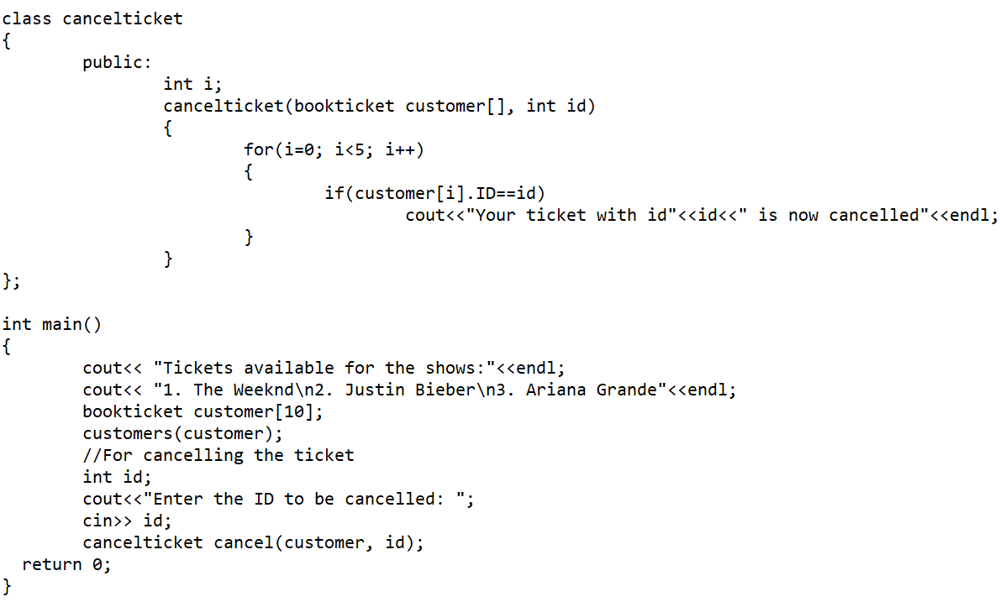 class cancelticket
{
public:
int i;
cancelticket(bookticket customer[], int id)
{
for(i=0; i<5; i++)
{
if(customer[i].ID==id)
cout<<"Your ticket with id"<<id<<" is now cancelled"<<endl;
}
}
};
int main()
{
cout<< "Tickets available for the shows:"<<endl;
cout<< "1. The Weeknd\n2. Justin Bieber\n3. Ariana Grande"<<endl;
bookticket customer[10];
customers(customer);
//For cancelling the ticket
int id;
cout<<"Enter the ID to be cancelled: ";
cin>> id;
cancelticket cancel(customer, id);
return 0;
}